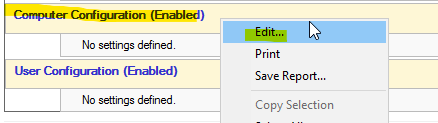 Computer Configuration (Enabled)
No settings defined.
User Configuration (Enabled)
No settings defined.
Edit...
Print
Save Report...
Copy Selection